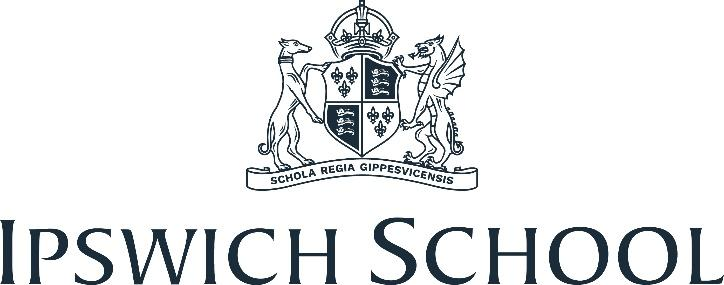 SCHOLA REGIA GIPPESVICENSIS
IPSWICH SCHOOL